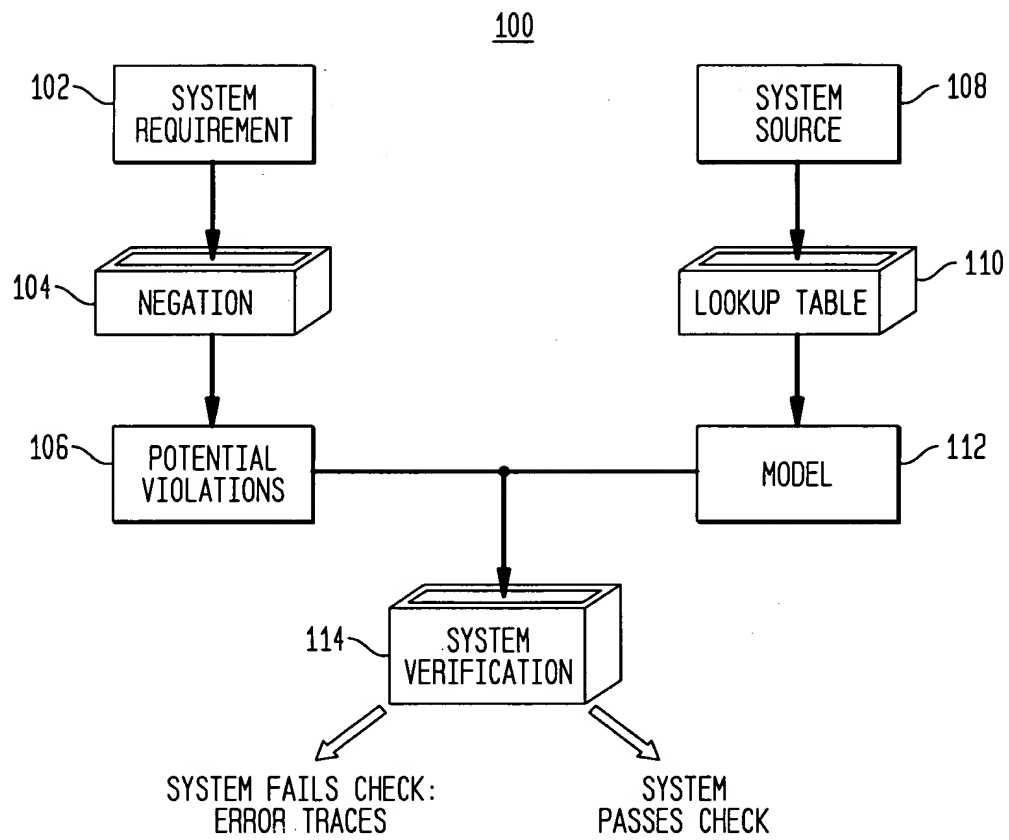 100
102
SYSTEM
REQUIREMENT
108
SYSTEM
SOURCE
104
NEGATION
110
LOOKUP TABLE
106
POTENTIAL
VIOLATIONS
112
MODEL
114
SYSTEM
VERIFICATION
SYSTEM FAILS CHECK:
ERROR TRACES
SYSTEM
PASSES CHECK